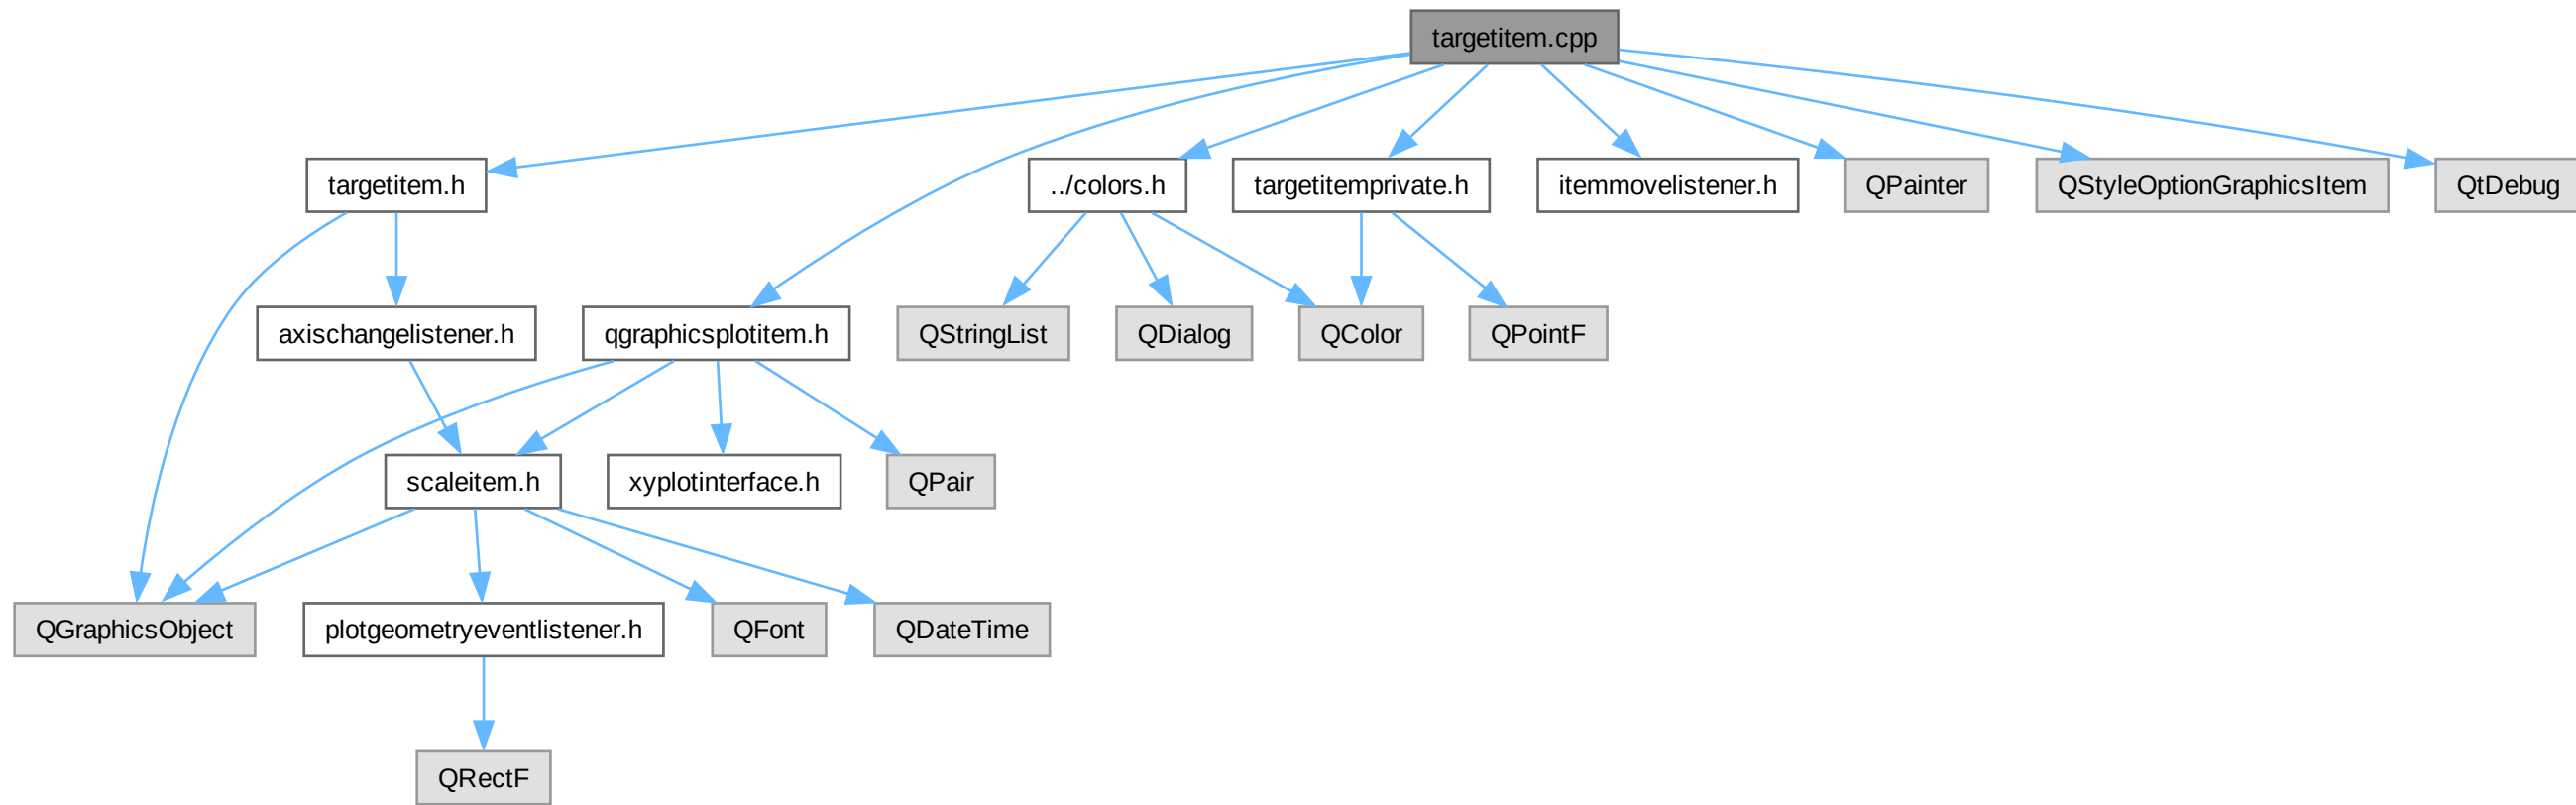 targetitem.cpp
targetitem.h
../colors.h
targetitemprivate.h
itemmovelistener.h
QPainter
QStyleOptionGraphicsItem
QtDebug
axischangelistener.h
qgraphicsplotitem.h
QStringList
QDialog
QColor
QPointF
scaleitem.h
xyplotinterface.h
QPair
QGraphicsObject
plotgeometryeventlistener.h
QFont
QDateTime
QRectF